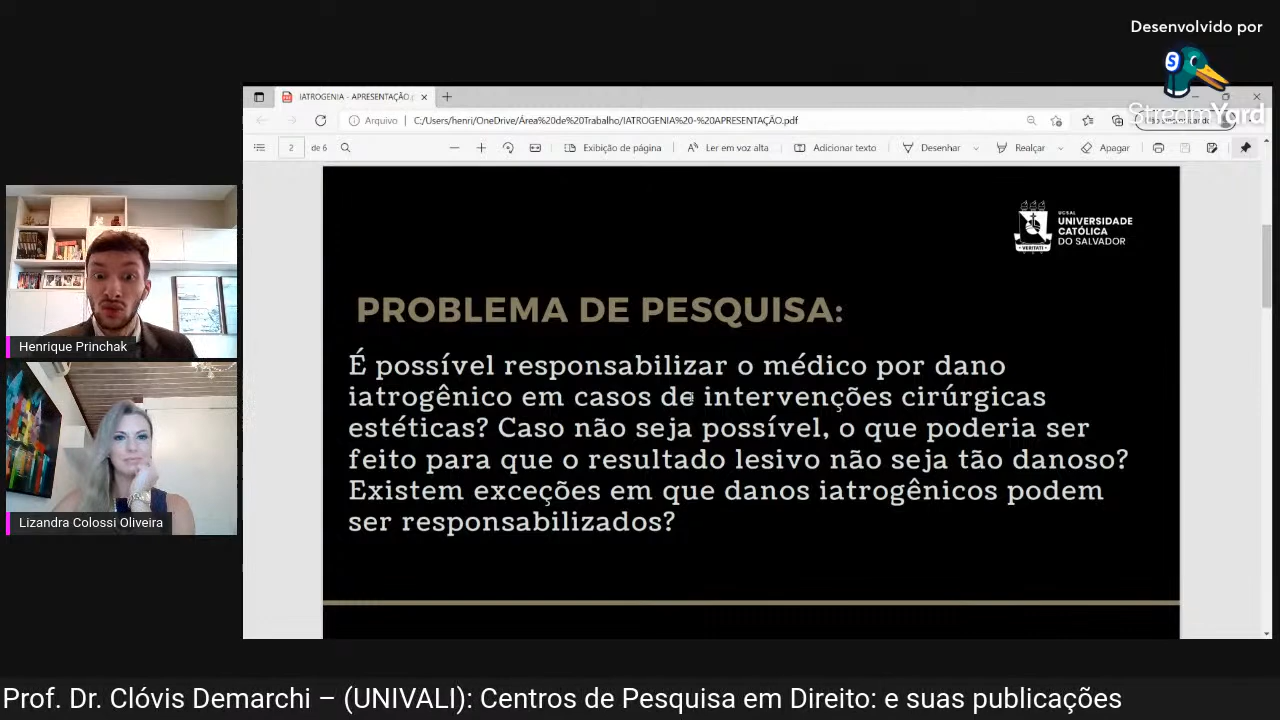 Desenvolvido por
StreamYard
IATROGENIA - APRESENTAÇÃO
Arquivo
C:/Users/henri/OneDrive/Área%20de%20Trabalho/IATROGENIA%20-%20APRESENTAÇÃO.pdf
2 de 6
Exibição de página
Ler em voz alta
Adicionar texto
Desenhar
Realçar
Apagar
UCSAL
UNIVERSIDADE
CATÓLICA
DO SALVADOR
VERITATI
PROBLEMA DE PESQUISA:
É possível responsabilizar o médico por dano
iatrogênico em casos de intervenções cirúrgicas
estéticas? Caso não seja possível, o que poderia ser
feito para que o resultado lesivo não seja tão danoso?
Existem exceções em que danos iatrogênicos podem
ser responsabilizados?
Henrique Princhak
Lizandra Colossi Oliveira
Prof. Dr. Clóvis Demarchi – (UNIVALI): Centros de Pesquisa em Direito: e suas publicações